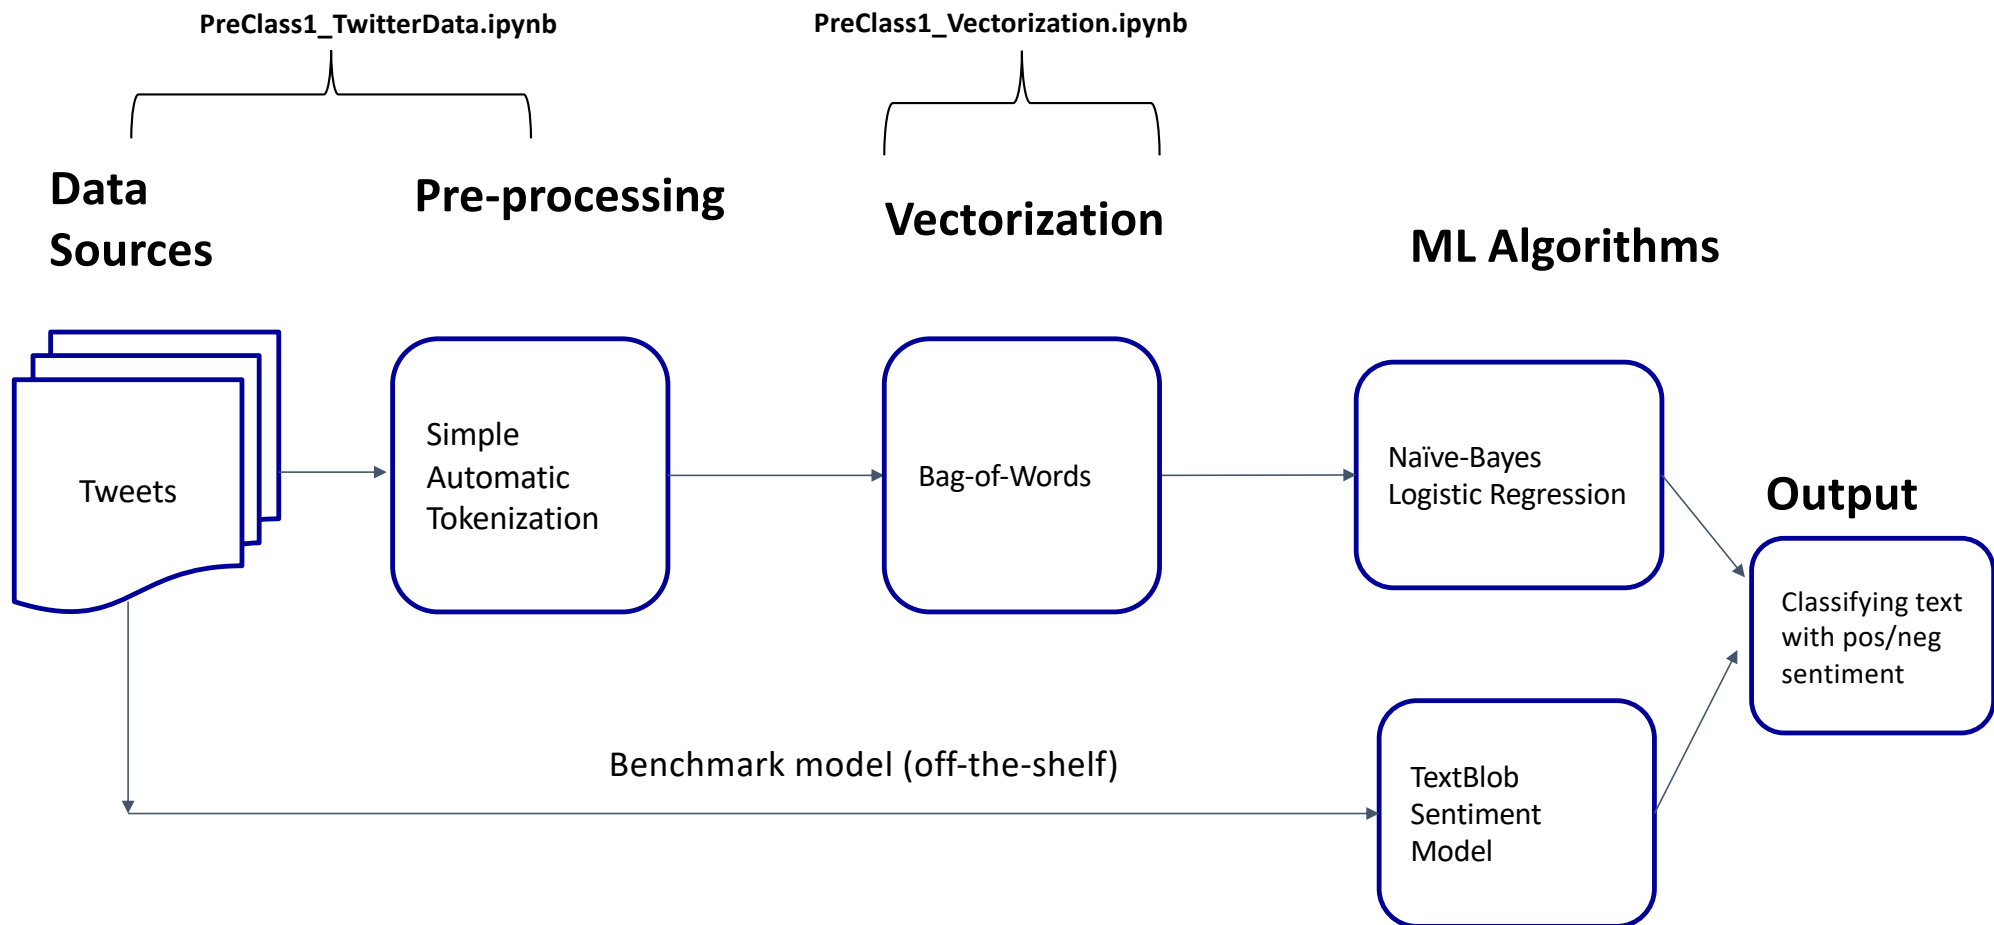 PreClass1_TwitterData.ipynb
PreClass1_Vectorization.ipynb
Data
Sources
Pre-processing
Vectorization
ML Algorithms
Tweets
Simple
Automatic
Tokenization
Bag-of-Words
Naïve-Bayes
Logistic Regression
Output
Classifying text
with pos/neg
sentiment
Benchmark model (off-the-shelf)
TextBlob
Sentiment
Model